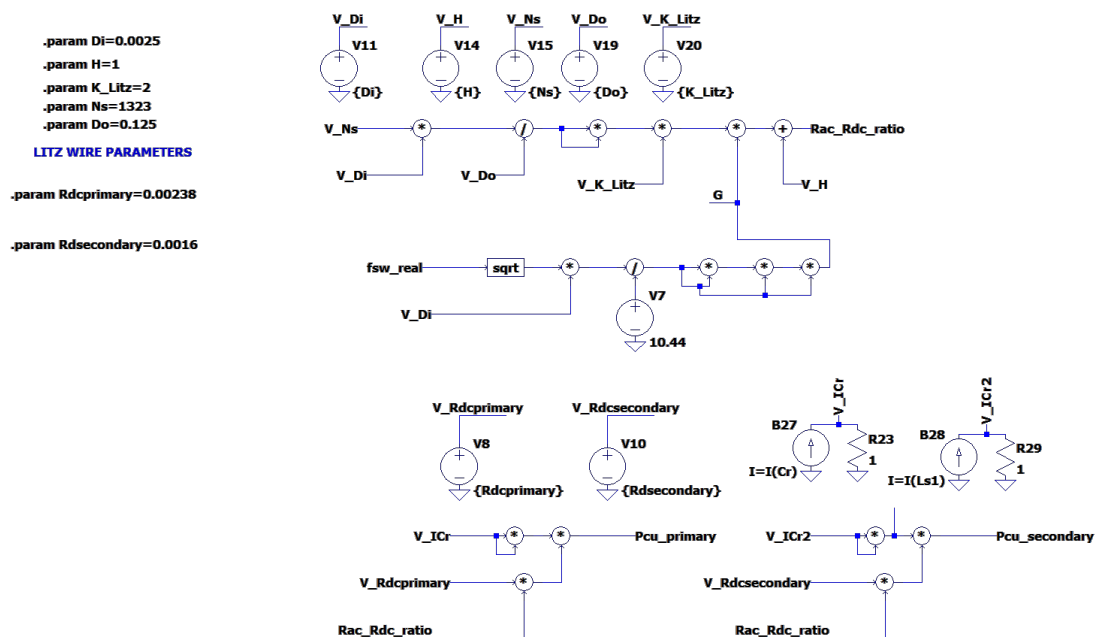 V_Di V_H V_Ns V_Do V_K_Litz
.param Di=0.0025
V11 V14 V15 V19 V20
.param H=1
.param K_Litz=2
{Di} {H} {Ns} {Do} {K_Litz}
.param Ns=1323
.param Do=0.125
V_Ns * / * * * + Rac_Rdc_ratio
LITZ WIRE PARAMETERS
V_Di V_Do V_K_Litz V_H
.param Rdcprimary=0.00238
G
.param Rdsecondary=0.0016
fsw_real sqrt * / * * *
V7
V_Di
10.44
V_Rdcprimary V_Rdcsecondary V_ICr V_ICr2
B27 B28
V8 V10 R23 R29
1 1
I=I(Cr) I=I(Ls1)
{Rdcprimary} {Rdsecondary}
V_ICr * * Pcu_primary V_ICr2 * * Pcu_secondary
V_Rdcprimary * V_Rdcsecondary *
Rac_Rdc_ratio Rac_Rdc_ratio